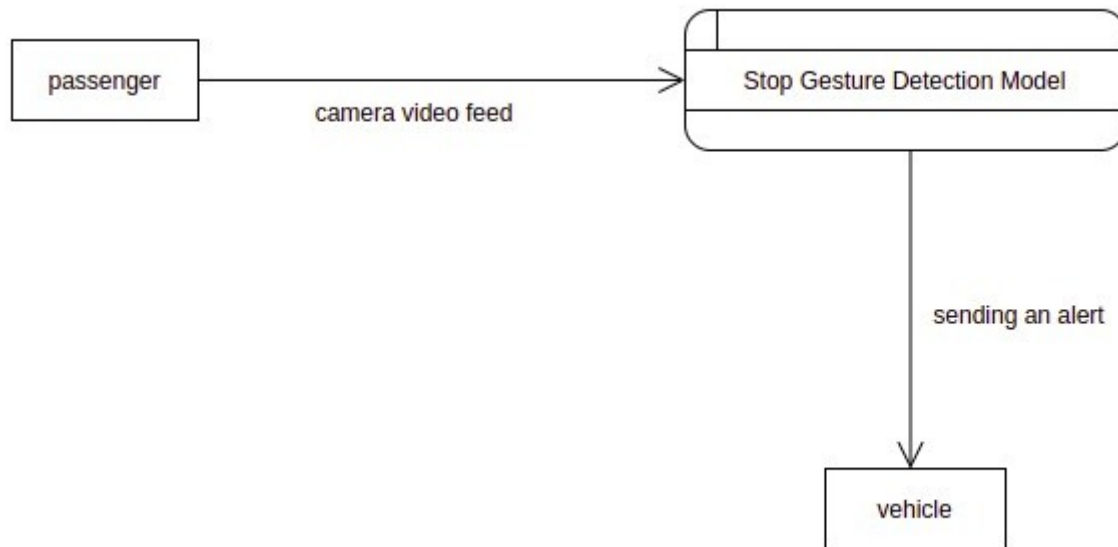 passenger
Stop Gesture Detection Model
camera video feed
sending an alert
vehicle